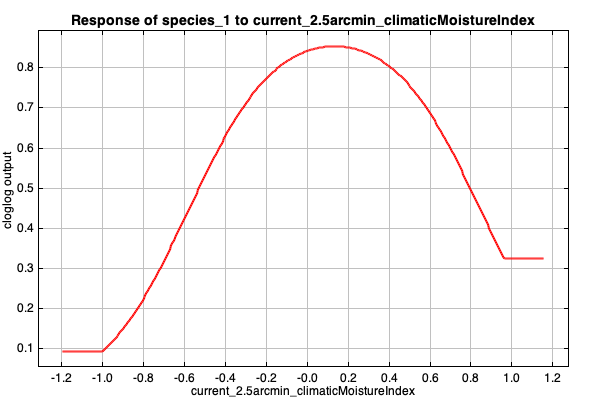 Response of species_1 to current_2.5arcmin_climaticMoistureIndex
0.8
0.7
0.6
0.5
0.4
0.3
0.2
0.1
cloglog output
-1.2 -1.0 -0.8 -0.6 -0.4 -0.2 0.0 0.2 0.4 0.6 0.8 1.0 1.2
current_2.5arcmin_climaticMoistureIndex